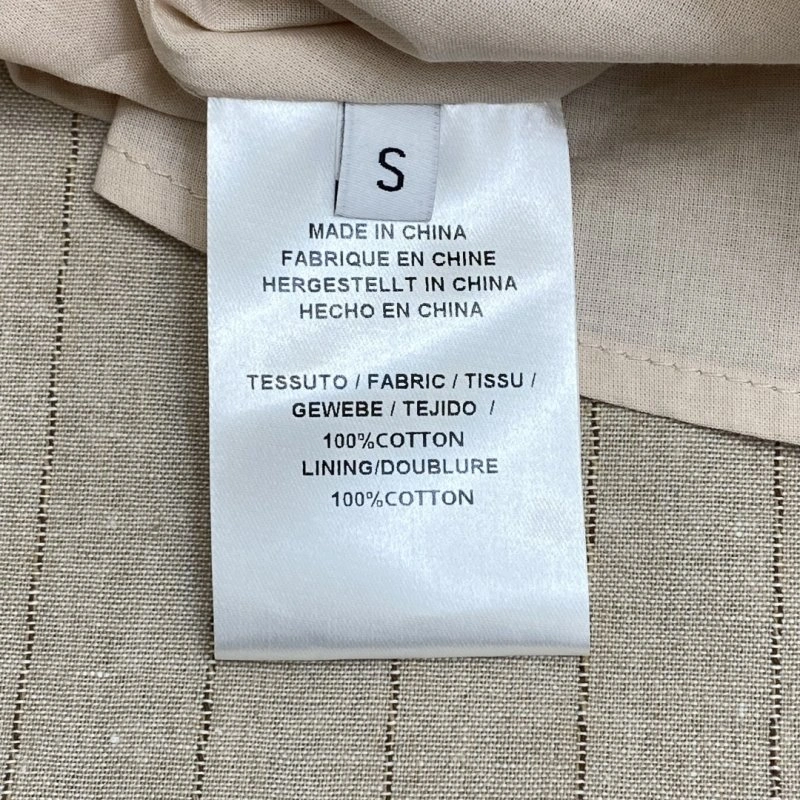 S
MADE IN CHINA
FABRIQUE EN CHINE
HERGESTELLT IN CHINA
HECHO EN CHINA
TESSUTO / FABRIC / TISSU /
GEWEBE / TEJIDO /
100%COTTON
LINING/DOUBLURE
100%COTTON